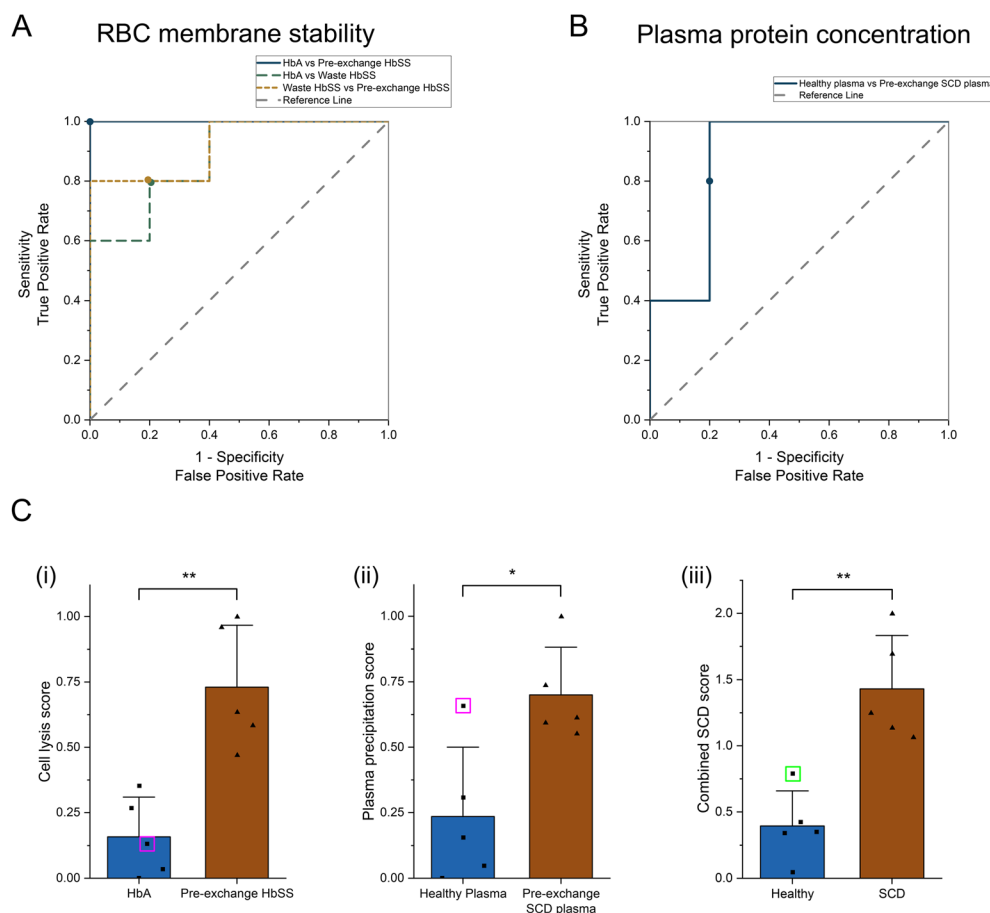 A
RBC membrane stability
HbA vs Pre-exchange HbSS
HbA vs Waste HbSS
Waste HbSS vs Pre-exchange HbSS
Reference Line
1.0
0.8
0.6
0.4
0.2
0.0
Sensitivity
True Positive Rate
0.0
0.2
0.4
0.6
0.8
1.0
1 - Specificity
False Positive Rate
B
Plasma protein concentration
Healthy plasma vs Pre-exchange SCD plasma
Reference Line
1.0
0.8
0.6
0.4
0.2
0.0
Sensitivity
True Positive Rate
0.0
0.2
0.4
0.6
0.8
1.0
1 - Specificity
False Positive Rate
C
(i)
**
1.00
0.75
0.50
0.25
0.00
Cell lysis score
HbA
Pre-exchange HbSS
(ii)
*
1.00
0.75
0.50
0.25
0.00
Plasma precipitation score
Healthy Plasma
Pre-exchange
SCD plasma
(iii)
**
2.0
1.5
1.0
0.5
0.0
Combined SCD score
Healthy
SCD